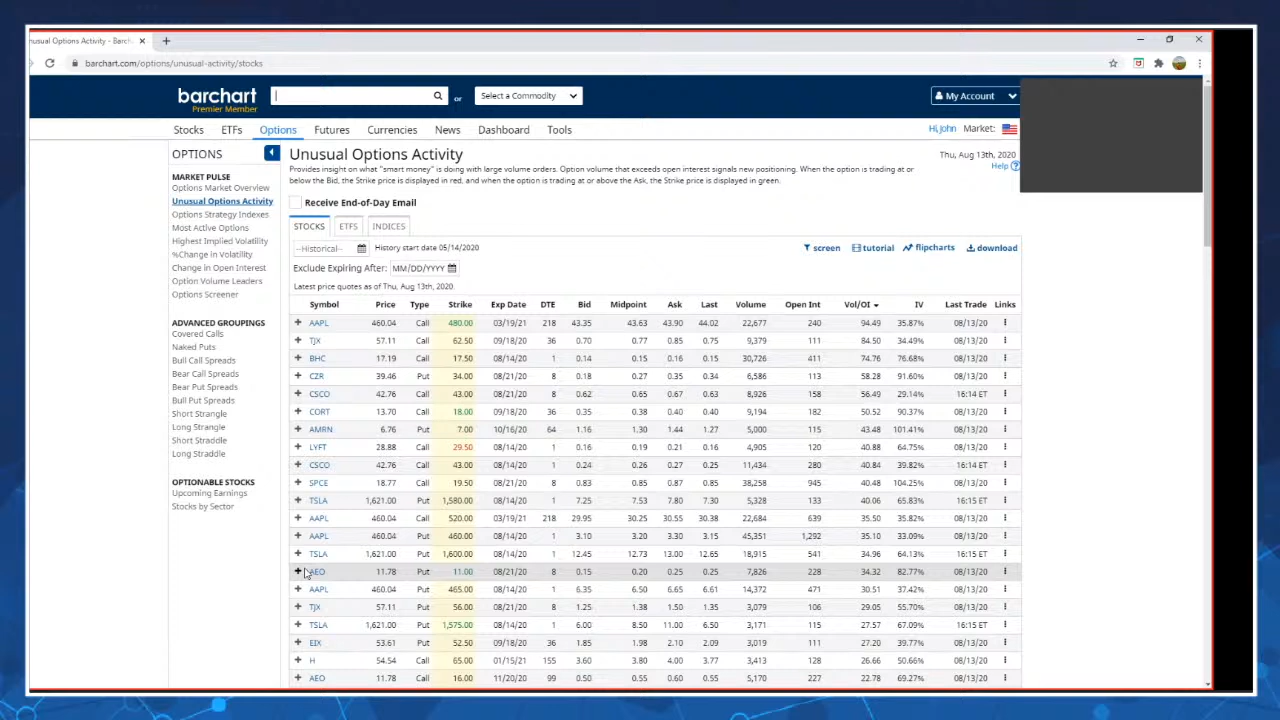 nusual Options Activity - Barch
barchart.com/options/unusual-activity/stocks
barchart
Premier Member
or
Select a Commodity
My Account
Stocks ETFs Options Futures Currencies News Dashboard Tools
Hi, John Market:
OPTIONS
Unusual Options Activity
Thu, Aug 13th, 2020
Help
Provides insight on what "smart money" is doing with large volume orders. Option volume that exceeds open interest signals new positioning. When the option is trading at or
below the Bid, the Strike price is displayed in red, and when the option is trading at or above the Ask, the Strike price is displayed in green.
MARKET PULSE
Options Market Overview
Unusual Options Activity
Options Strategy Indexes
Most Active Options
Highest Implied Volatility
%Change in Volatility
Change in Open Interest
Option Volume Leaders
Options Screener
ADVANCED GROUPINGS
Covered Calls
Naked Puts
Bull Call Spreads
Bear Call Spreads
Bear Put Spreads
Bull Put Spreads
Short Strangle
Long Strangle
Short Straddle
Long Straddle
OPTIONABLE STOCKS
Upcoming Earnings
Stocks by Sector
Receive End-of-Day Email
STOCKS ETFS INDICES
--Historical-- History start date 05/14/2020
screen tutorial flipcharts download
Exclude Expiring After: MM/DD/YYYY
Latest price quotes as of Thu, Aug 13th, 2020.
Symbol Price Type Strike Exp Date DTE Bid Midpoint Ask Last Volume Open Int Vol/OI IV Last Trade Links
AAPL 460.04 Call 480.00 03/19/21 218 43.35 43.63 43.90 44.02 22,677 240 94.49 35.87% 08/13/20
TJX 57.11 Call 62.50 09/18/20 36 0.70 0.77 0.85 0.75 9,379 111 84.50 34.49% 08/13/20
BHC 17.19 Call 17.50 08/14/20 1 0.14 0.15 0.16 0.15 30,726 411 74.76 76.68% 08/13/20
CZR 39.46 Put 34.00 08/21/20 8 0.18 0.27 0.35 0.34 6,586 113 58.28 91.60% 08/13/20
CSCO 42.76 Call 43.00 08/21/20 8 0.62 0.65 0.67 0.63 8,926 158 56.49 29.14% 16:14 ET
CORT 13.70 Call 18.00 09/18/20 36 0.35 0.38 0.40 0.40 9,194 182 50.52 90.37% 08/13/20
AMRN 6.76 Put 7.00 10/16/20 64 1.16 1.30 1.44 1.27 5,000 115 43.48 101.41% 08/13/20
LYFT 28.88 Call 29.50 08/14/20 1 0.16 0.19 0.21 0.16 4,905 120 40.88 64.75% 08/13/20
CSCO 42.76 Call 43.00 08/14/20 1 0.24 0.26 0.27 0.25 11,434 280 40.84 39.82% 16:14 ET
SPCE 18.77 Call 19.50 08/21/20 8 0.83 0.85 0.87 0.85 38,258 945 40.48 104.25% 08/13/20
TSLA 1,621.00 Put 1,580.00 08/14/20 1 7.25 7.53 7.80 7.30 5,328 133 40.06 65.83% 16:15 ET
AAPL 460.04 Call 520.00 03/19/21 218 29.95 30.25 30.55 30.38 22,684 639 35.50 35.82% 08/13/20
AAPL 460.04 Put 460.00 08/14/20 1 3.10 3.20 3.30 3.15 45,351 1,292 35.10 33.09% 08/13/20
TSLA 1,621.00 Put 1,600.00 08/14/20 1 12.45 12.73 13.00 12.65 18,915 541 34.96 64.13% 16:15 ET
AEO 11.78 Put 11.00 08/21/20 8 0.15 0.20 0.25 0.25 7,826 228 34.32 82.77% 08/13/20
AAPL 460.04 Put 465.00 08/14/20 1 6.35 6.50 6.65 6.61 14,372 471 30.51 37.42% 08/13/20
TJX 57.11 Put 56.00 08/21/20 8 1.25 1.38 1.50 1.35 3,079 106 29.05 55.70% 08/13/20
TSLA 1,621.00 Put 1,575.00 08/14/20 1 6.00 8.50 11.00 6.50 3,171 115 27.57 67.09% 16:15 ET
EIX 53.61 Put 52.50 09/18/20 36 1.85 1.98 2.10 2.09 3,019 111 27.20 39.77% 08/13/20
H 54.54 Call 65.00 01/15/21 155 3.60 3.80 4.00 3.77 3,413 128 26.66 50.66% 08/13/20
AEO 11.78 Call 16.00 11/20/20 99 0.50 0.55 0.60 0.50 5,170 227 22.78 69.27% 08/13/20